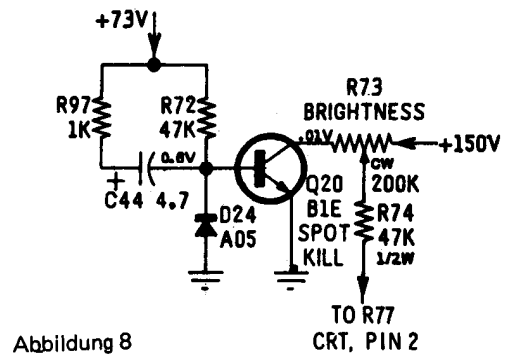 +73V
R97
1K
R72
47K
+
C44 4.7
0.6V
D24
A05
Q20
B1E
SPOT
KILL
.01V
R73
BRIGHTNESS
+150V
CW
200K
R74
47K
1/2W
TO R77
CRT, PIN 2
Abbildung 8